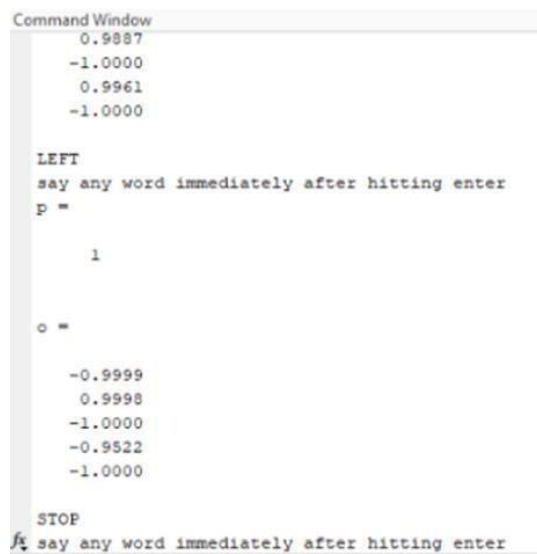 Command Window
0.9887
-1.0000
0.9961
-1.0000
LEFT
say any word immediately after hitting enter
p =
1
o =
-0.9999
0.9998
-1.0000
-0.9522
-1.0000
STOP
fx say any word immediately after hitting enter